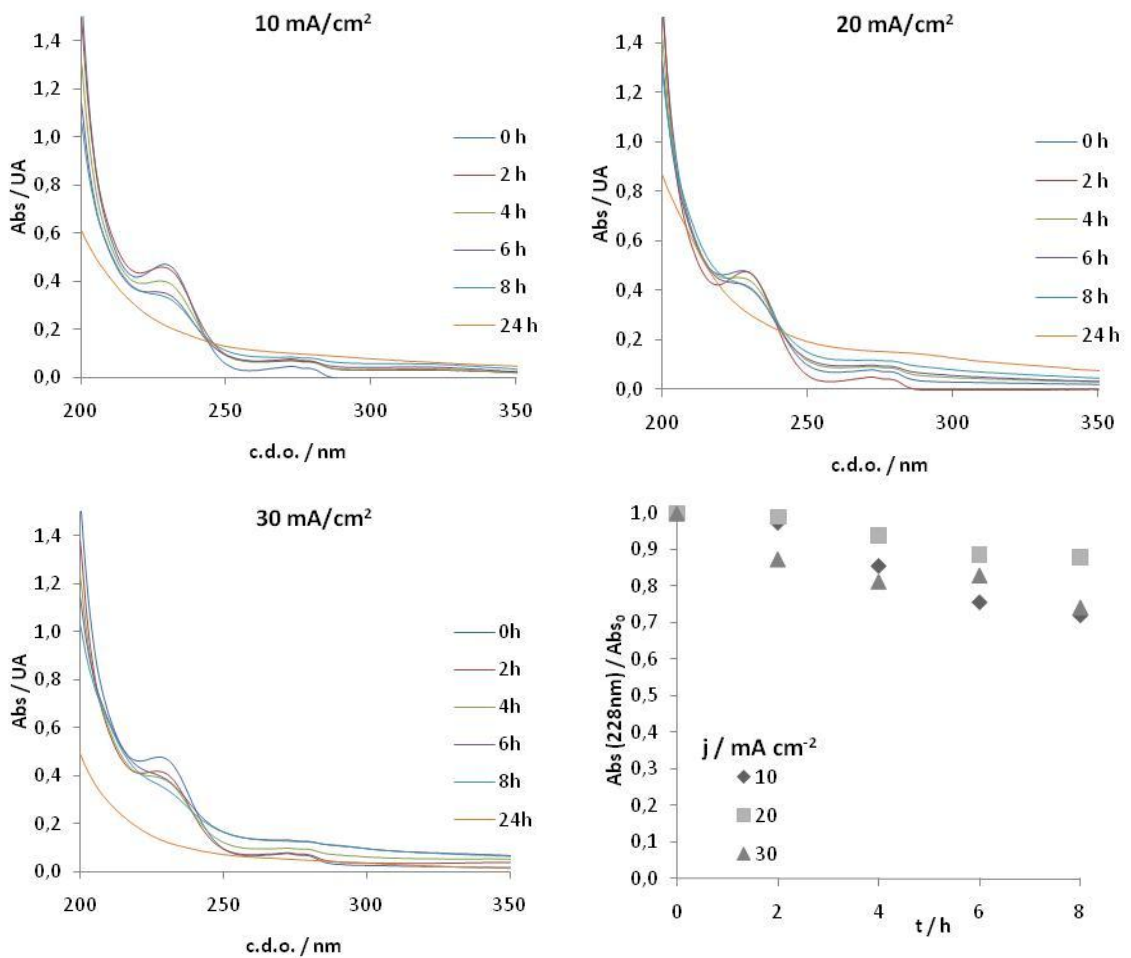 10 mA/cm²
1,4
1,2
1,0
0,8
0,6
0,4
0,2
0,0
Abs / UA
200
250
300
350
c.d.o. / nm
0 h
2 h
4 h
6 h
8 h
24 h
20 mA/cm²
1,4
1,2
1,0
0,8
0,6
0,4
0,2
0,0
Abs / UA
200
250
300
350
c.d.o. / nm
0 h
2 h
4 h
6 h
8 h
24 h
30 mA/cm²
1,4
1,2
1,0
0,8
0,6
0,4
0,2
0,0
Abs / UA
200
250
300
350
c.d.o. / nm
0h
2h
4h
6h
8h
24h
1,0
0,9
0,8
0,7
0,6
0,5
0,4
0,3
0,2
0,1
0,0
Abs (228nm) / Abs₀
j / mA cm⁻²
10
20
30
0
2
4
6
8
t / h